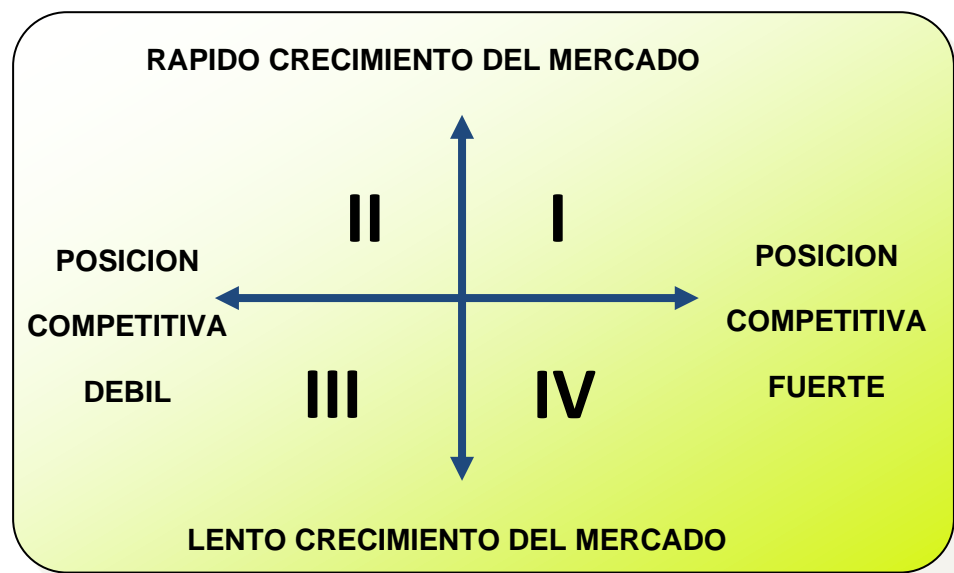 RAPIDO CRECIMIENTO DEL MERCADO
II
I
POSICION
COMPETITIVA
DEBIL
POSICION
COMPETITIVA
FUERTE
III
IV
LENTO CRECIMIENTO DEL MERCADO